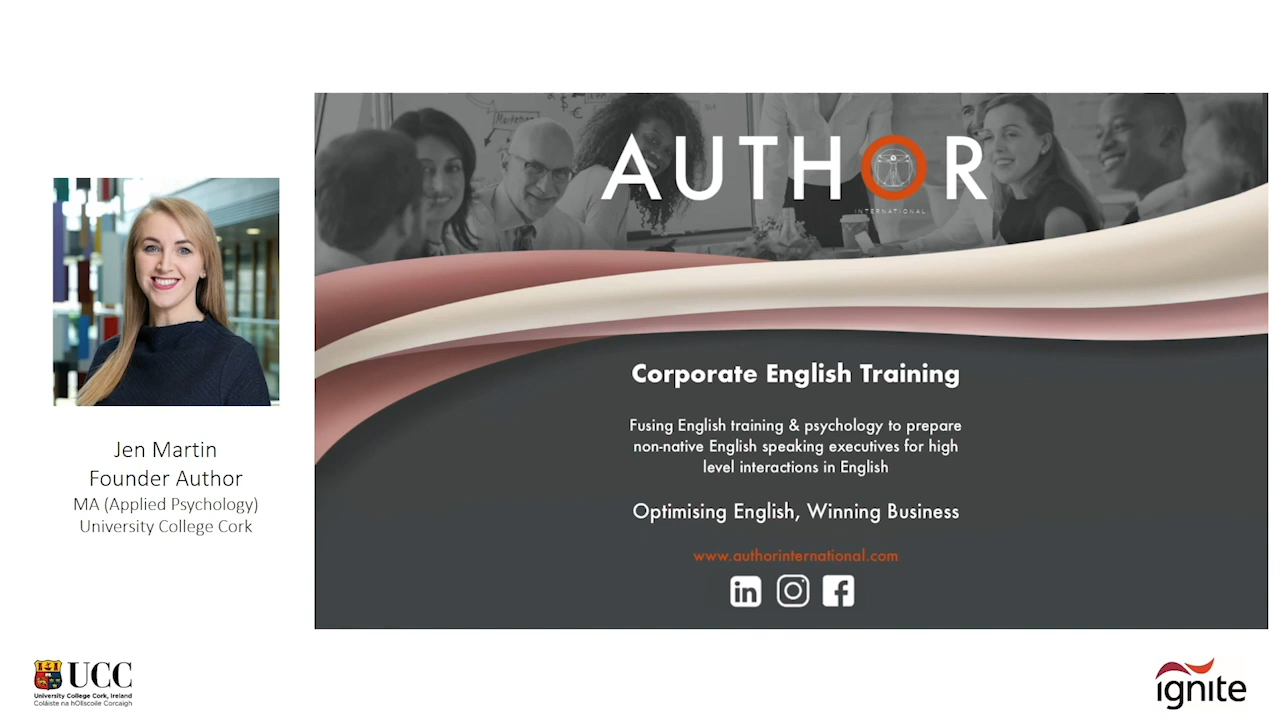 AUTHOR
INTERNATIONAL
Corporate English Training
Fusing English training & psychology to prepare
non-native English speaking executives for high
level interactions in English
Optimising English, Winning Business
www.authorinternational.com
in
Jen Martin
Founder Author
MA (Applied Psychology)
University College Cork
UCC
University College Cork, Ireland
Coláiste na hOllscoile Corcaigh
ignite